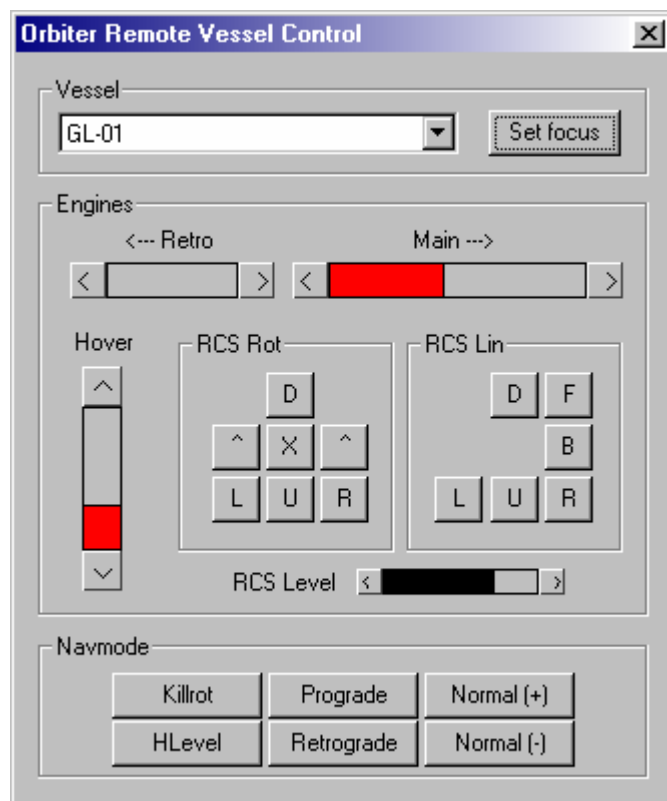 Orbiter Remote Vessel Control
Vessel
GL-01
Set focus
Engines
<--- Retro
Main --->
Hover
RCS Rot
D
^ X ^
L U R
RCS Lin
D F
B
L U R
RCS Level
Navmode
Killrot Prograde Normal (+)
HLevel Retrograde Normal (-)